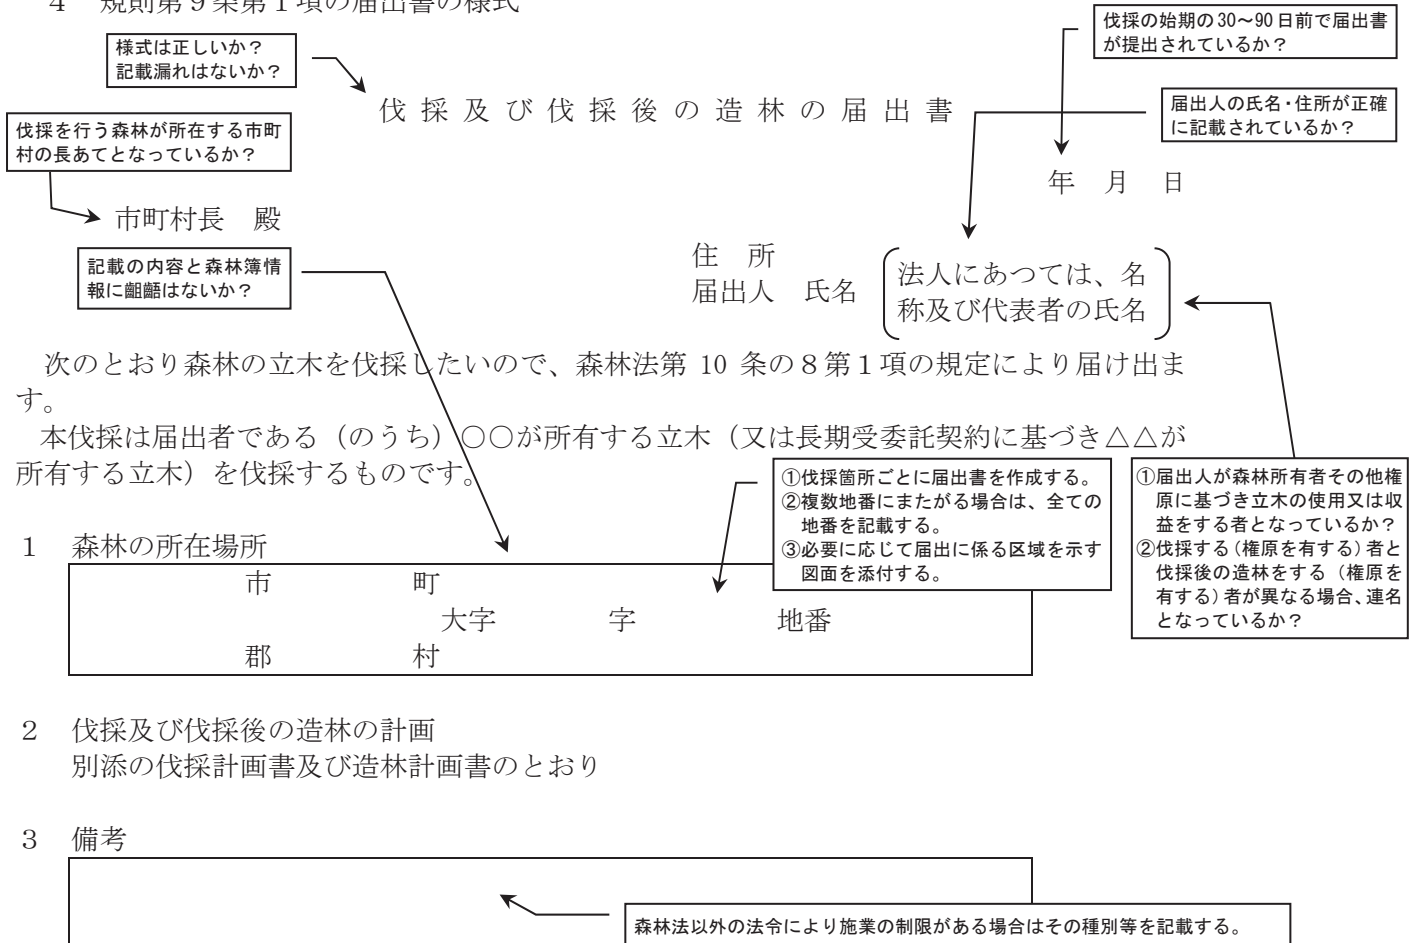 ４　規則第９条第１項の届出書の様式
伐採の始期の30～90日前で届出書
が提出されているか？
様式は正しいか？
記載漏れはないか？
伐採及び伐採後の造林の届出書
届出人の氏名・住所が正確
に記載されているか？
伐採を行う森林が所在する市町
村の長あてとなっているか？
年　月　日
市町村長　殿
記載の内容と森林簿情
報に齟齬はないか？
住　所
届出人　氏名
法人にあつては、名
称及び代表者の氏名
次のとおり森林の立木を伐採したいので、森林法第 10 条の８第１項の規定により届け出ま
す。
本伐採は届出者である（のうち）○○が所有する立木（又は長期受委託契約に基づき△△が
所有する立木）を伐採するものです。
①伐採箇所ごとに届出書を作成する。
②複数地番にまたがる場合は、全ての
地番を記載する。
③必要に応じて届出に係る区域を示す
図面を添付する。
①届出人が森林所有者その他権
原に基づき立木の使用又は収
益をする者となっているか？
②伐採する（権原を有する）者と
伐採後の造林をする（権原を
有する）者が異なる場合、連名
となっているか？
１　森林の所在場所
市　町
大字　字　地番
郡　村
２　伐採及び伐採後の造林の計画
別添の伐採計画書及び造林計画書のとおり
３　備考
森林法以外の法令により施業の制限がある場合はその種別等を記載する。